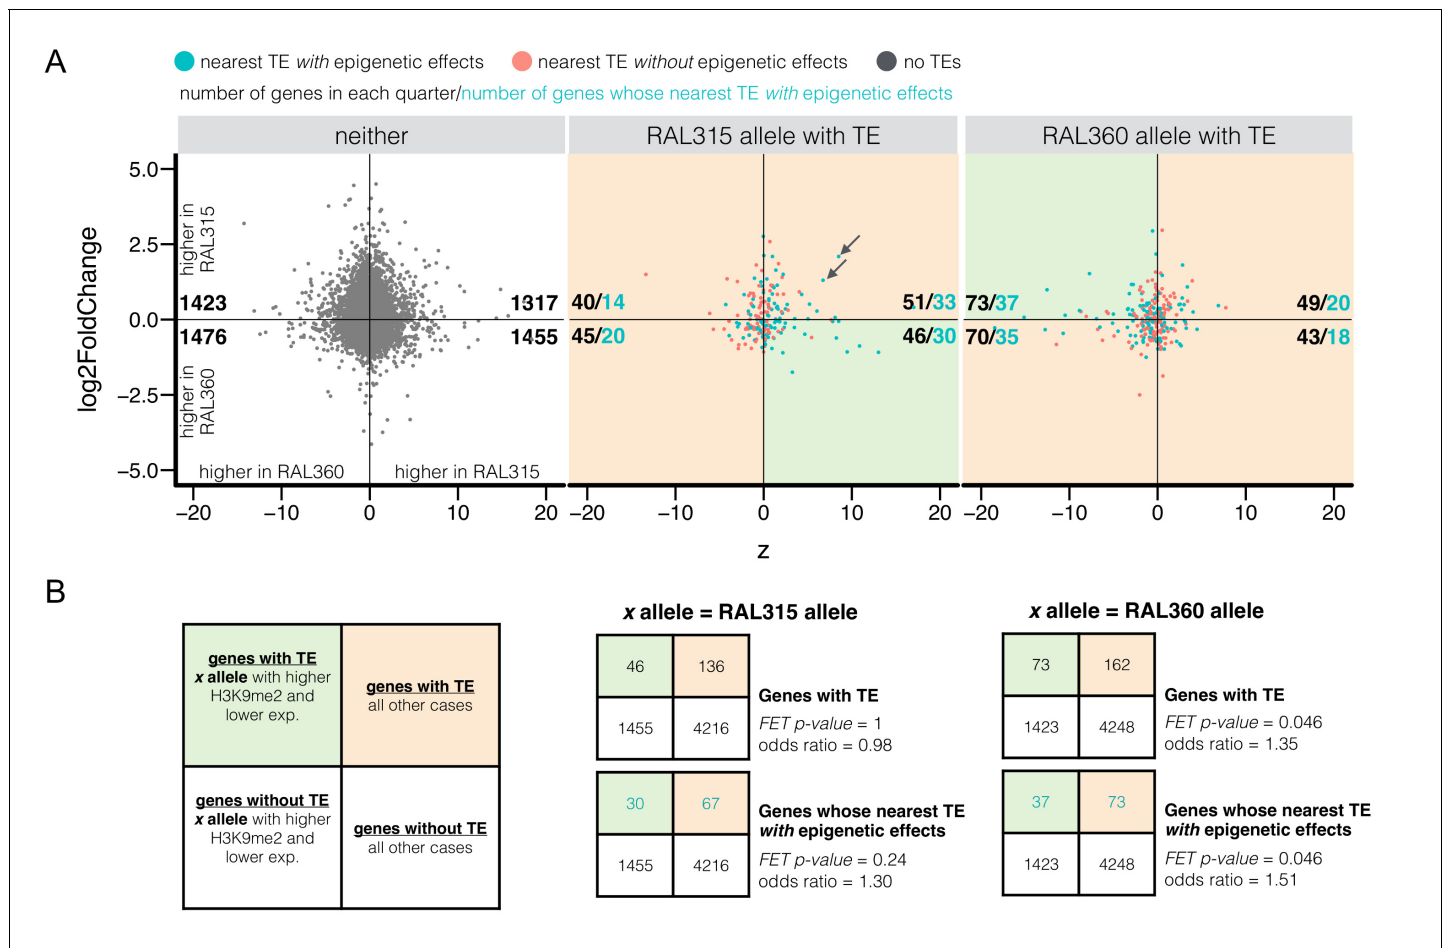 A
nearest TE with epigenetic effects nearest TE without epigenetic effects no TEs
number of genes in each quarter/number of genes whose nearest TE with epigenetic effects
neither RAL315 allele with TE RAL360 allele with TE
log2FoldChange
5.0
2.5
0.0
−2.5
−5.0
higher in
RAL315
higher in
RAL360
1423 1317 40/14 51/33 73/37 49/20
1476 1455 45/20 46/30 70/35 43/18
higher in RAL360 higher in RAL315
−20 −10 0 10 20 −20 −10 0 10 20 −20 −10 0 10 20
z
B
genes with TE
x allele with higher
H3K9me2 and
lower exp.
genes with TE
all other cases
genes without TE
x allele with higher
H3K9me2 and
lower exp.
genes without TE
all other cases
x allele = RAL315 allele
46 136
1455 4216
Genes with TE
FET p-value = 1
odds ratio = 0.98
30 67
1455 4216
Genes whose nearest TE
with epigenetic effects
FET p-value = 0.24
odds ratio = 1.30
x allele = RAL360 allele
73 162
1423 4248
Genes with TE
FET p-value = 0.046
odds ratio = 1.35
37 73
1423 4248
Genes whose nearest TE
with epigenetic effects
FET p-value = 0.046
odds ratio = 1.51